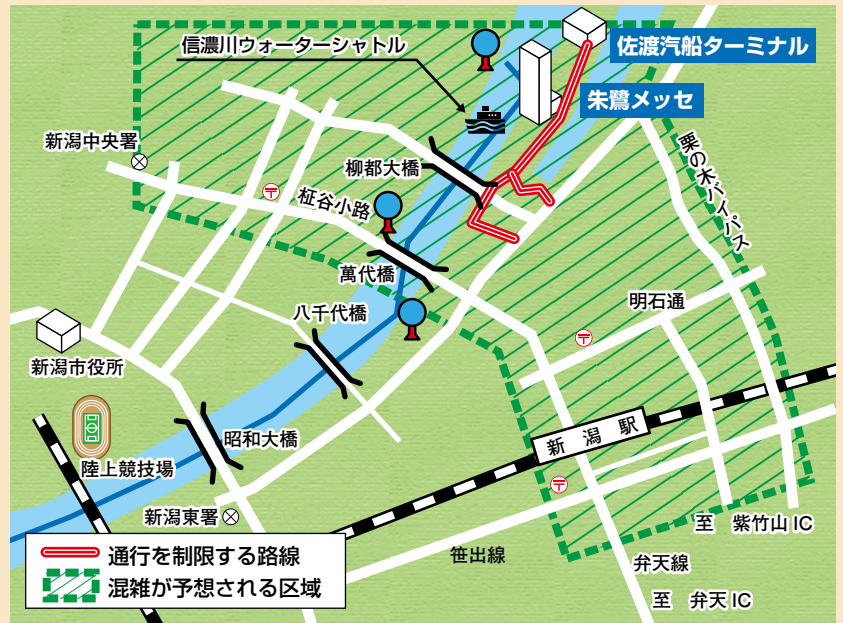 信濃川ウォーターシャトル
佐渡汽船ターミナル
朱鷺メッセ
新潟中央署
柳都大橋
栗の木バイパス
柾谷小路
萬代橋
明石通
八千代橋
新潟市役所
新潟駅
昭和大橋
陸上競技場
新潟東署
至 紫竹山IC
笹出線
弁天線
至 弁天IC
通行を制限する路線
混雑が予想される区域